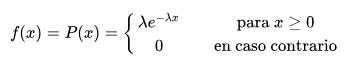 f(x) = P(x) = { λe^{-λx} para x ≥ 0
0 en caso contrario